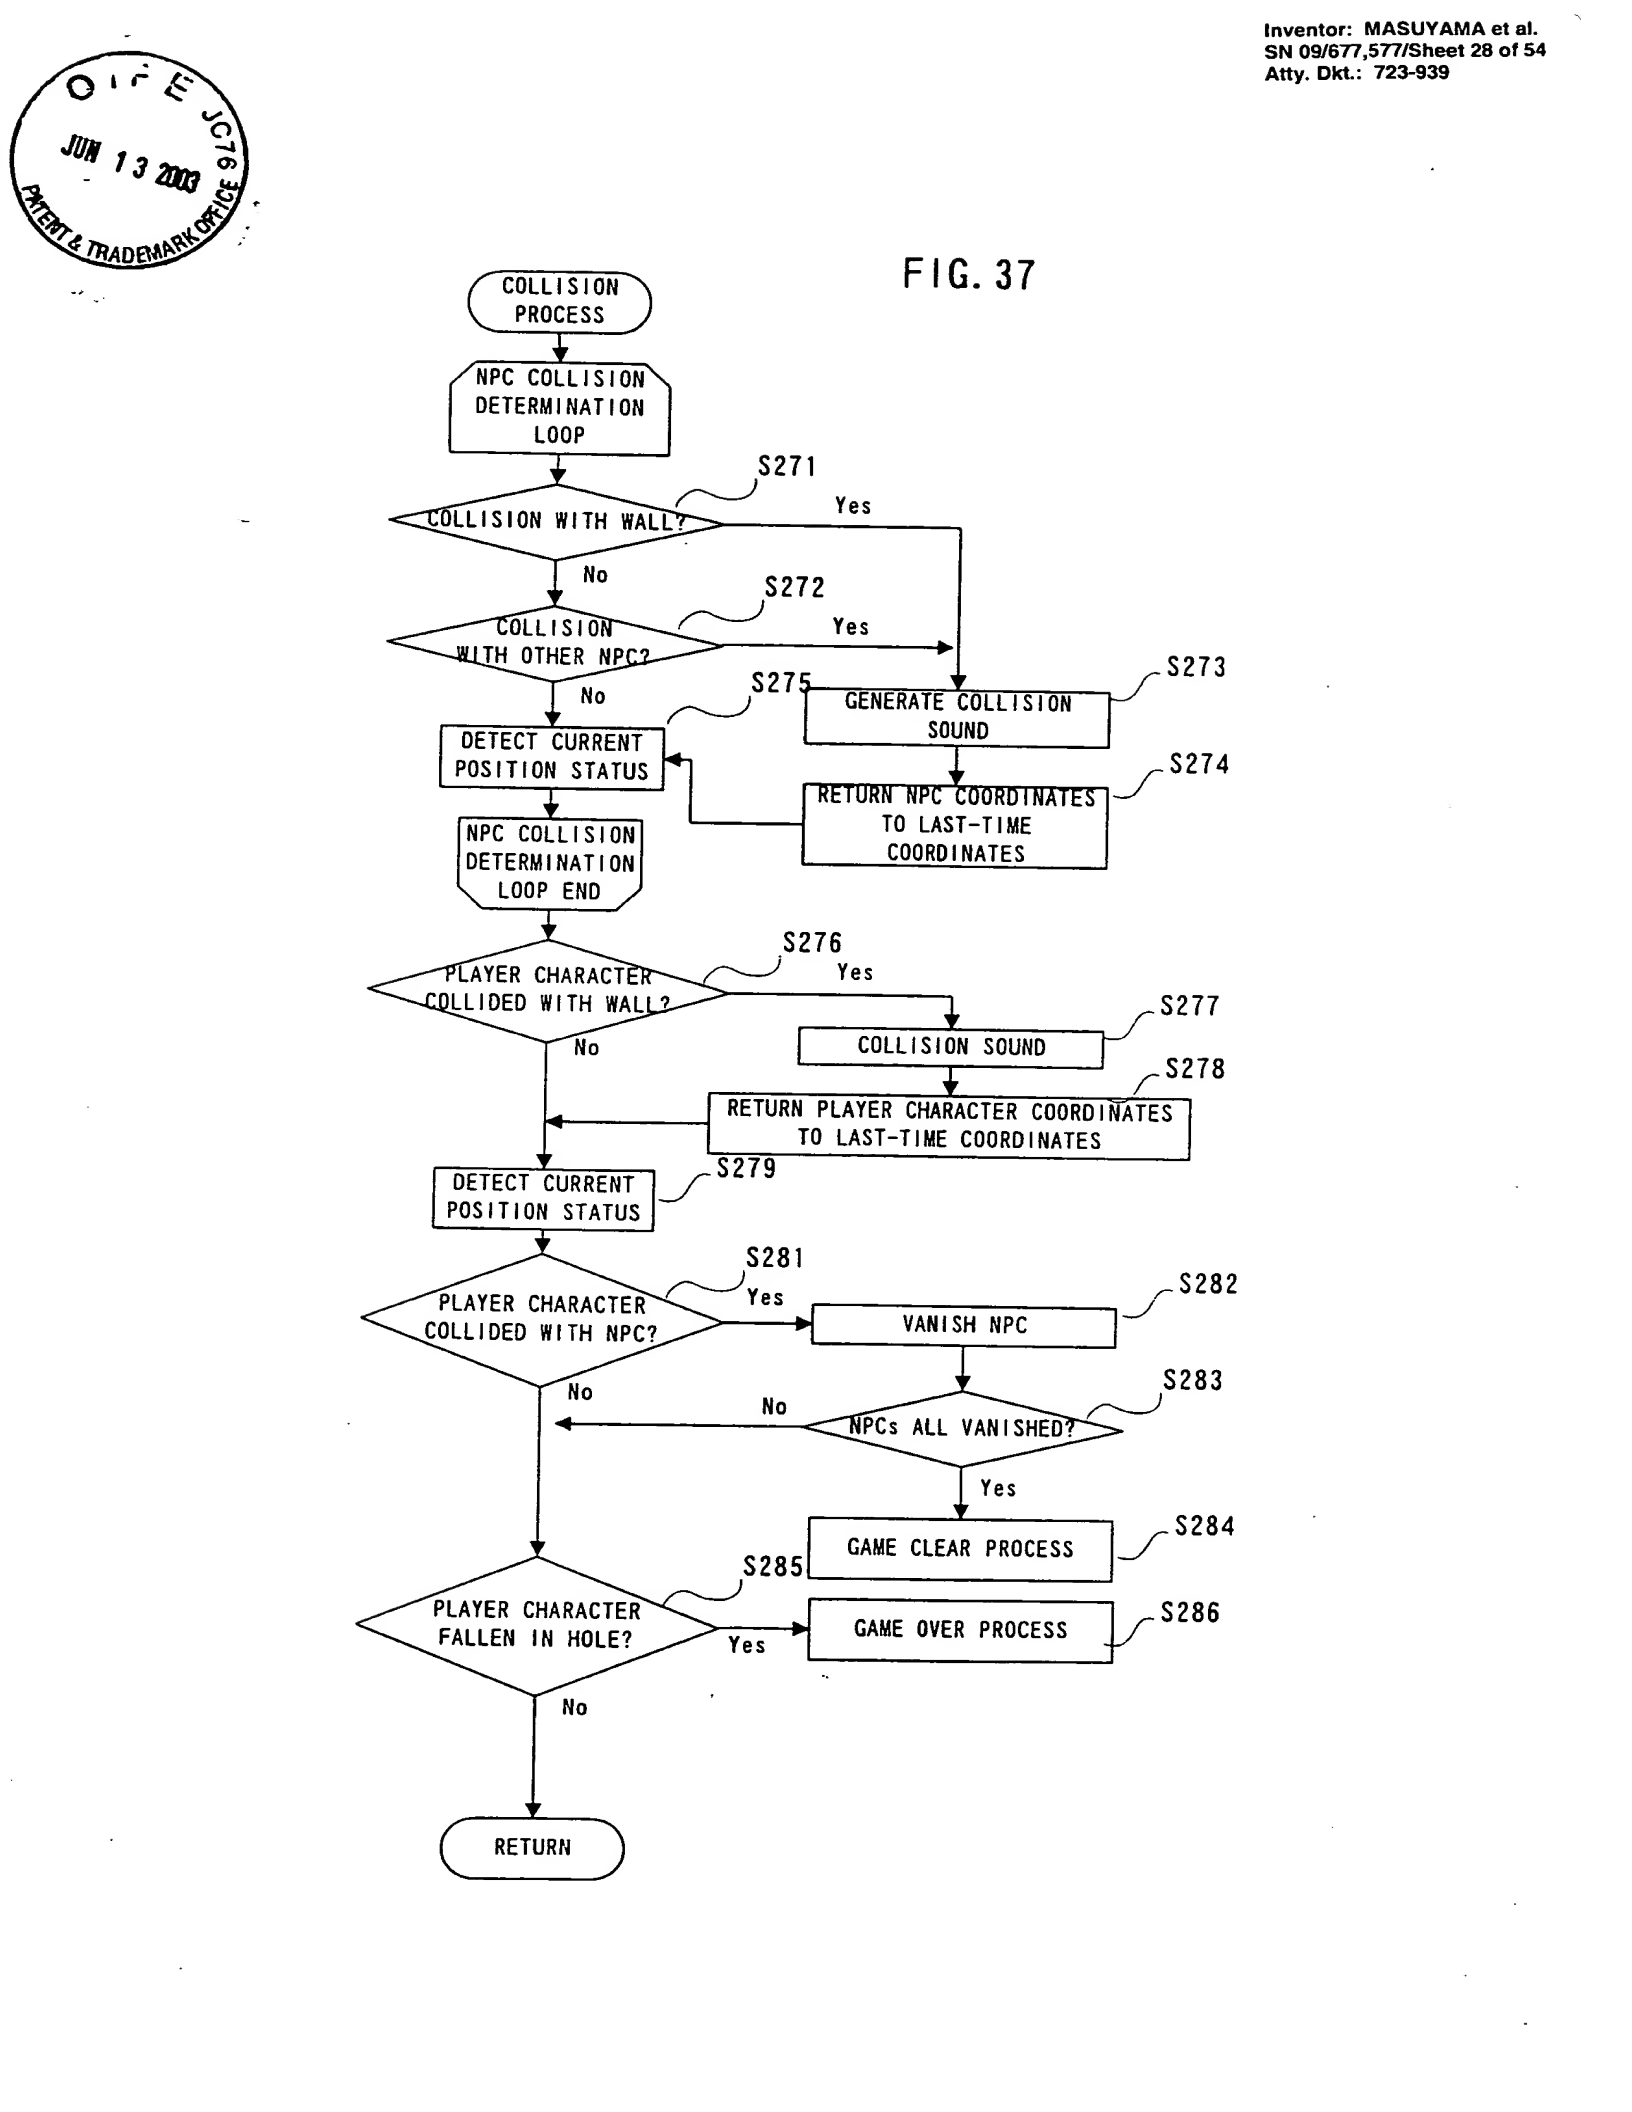 Inventor: MASUYAMA et al.
SN 09/677,577/Sheet 28 of 54
Atty. Dkt.: 723-939
JC76
JUN 13 2003
PATENT & TRADEMARK OFFICE
FIG. 37
COLLISION
PROCESS
NPC COLLISION
DETERMINATION
LOOP
S271
COLLISION WITH WALL?
Yes
No
S272
COLLISION
WITH OTHER NPC?
Yes
No
S273
GENERATE COLLISION
SOUND
S275
DETECT CURRENT
POSITION STATUS
S274
RETURN NPC COORDINATES
TO LAST-TIME
COORDINATES
NPC COLLISION
DETERMINATION
LOOP END
S276
PLAYER CHARACTER
COLLIDED WITH WALL?
Yes
No
S277
COLLISION SOUND
S278
RETURN PLAYER CHARACTER COORDINATES
TO LAST-TIME COORDINATES
S279
DETECT CURRENT
POSITION STATUS
S281
PLAYER CHARACTER
COLLIDED WITH NPC?
Yes
No
S282
VANISH NPC
S283
NPCs ALL VANISHED?
No
Yes
S284
GAME CLEAR PROCESS
S285
PLAYER CHARACTER
FALLEN IN HOLE?
Yes
No
S286
GAME OVER PROCESS
RETURN